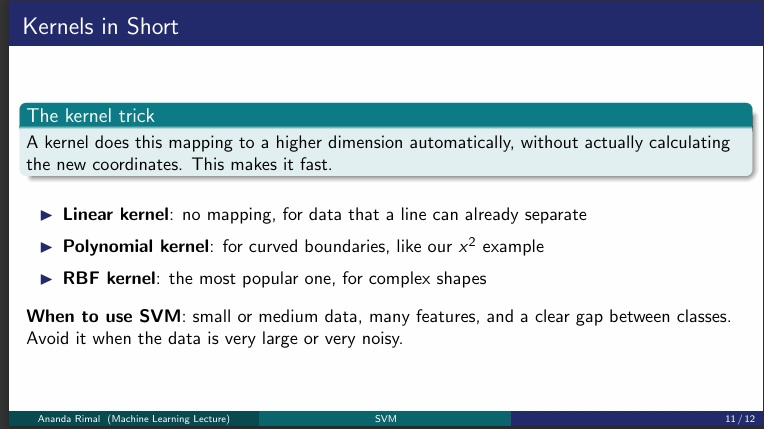 Kernels in Short
The kernel trick
A kernel does this mapping to a higher dimension automatically, without actually calculating
the new coordinates. This makes it fast.
▶ Linear kernel: no mapping, for data that a line can already separate
▶ Polynomial kernel: for curved boundaries, like our x² example
▶ RBF kernel: the most popular one, for complex shapes
When to use SVM: small or medium data, many features, and a clear gap between classes.
Avoid it when the data is very large or very noisy.
Ananda Rimal (Machine Learning Lecture) SVM 11 / 12